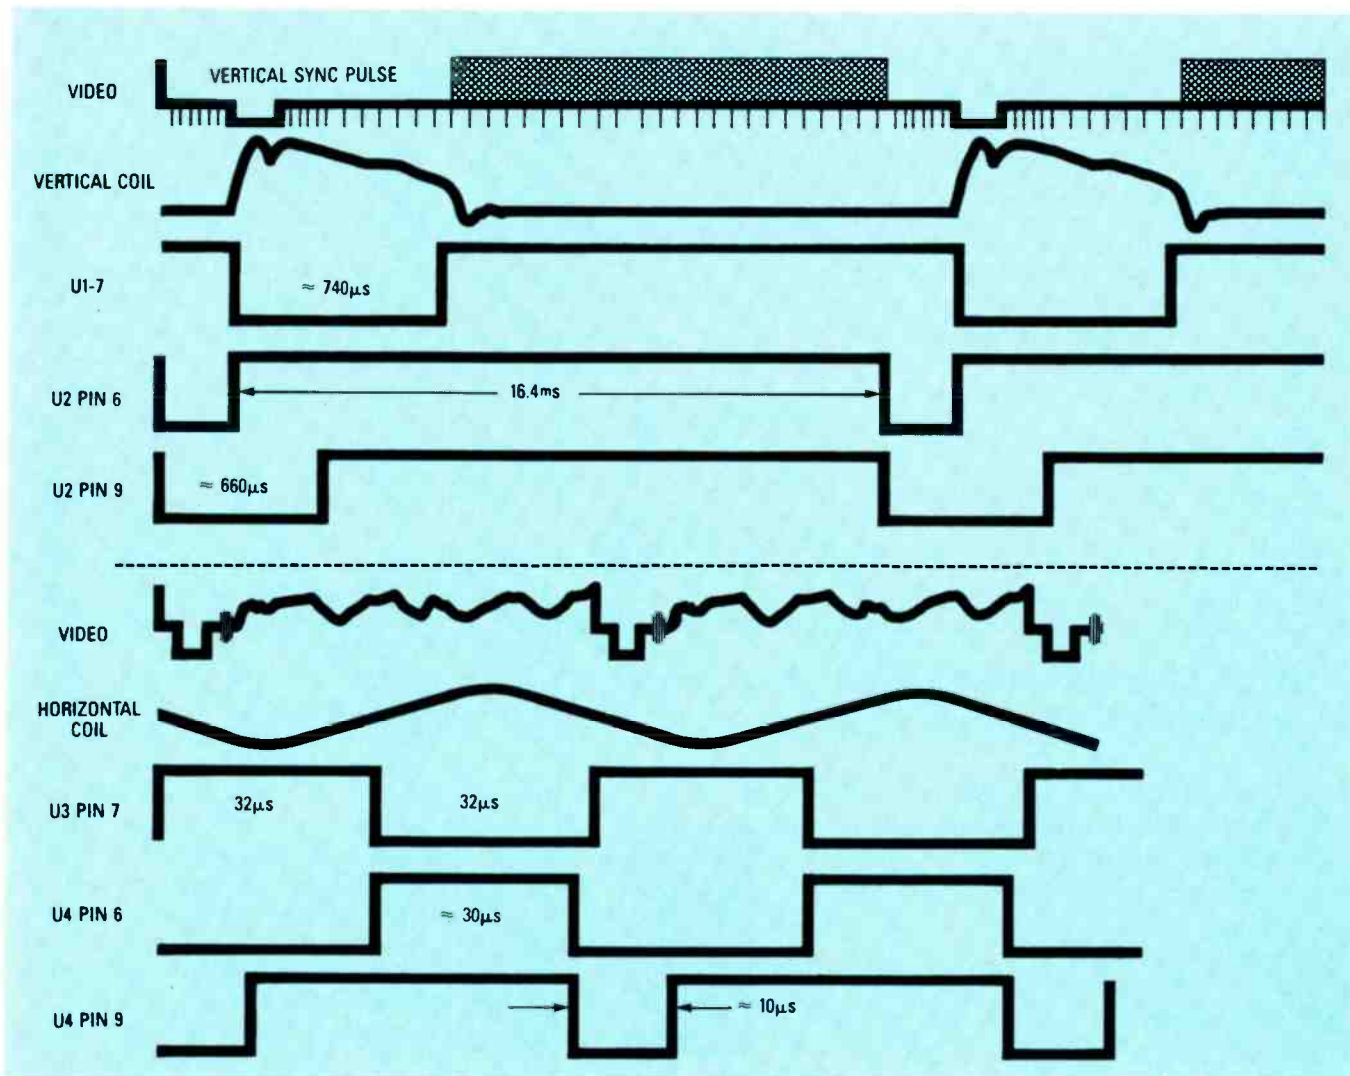 VERTICAL SYNC PULSE
VIDEO
VERTICAL COIL
U1-7
≈ 740µs
U2 PIN 6
16.4ms
U2 PIN 9
≈ 660µs
VIDEO
HORIZONTAL
COIL
U3 PIN 7
32µs
32µs
U4 PIN 6
≈ 30µs
U4 PIN 9
≈ 10µs